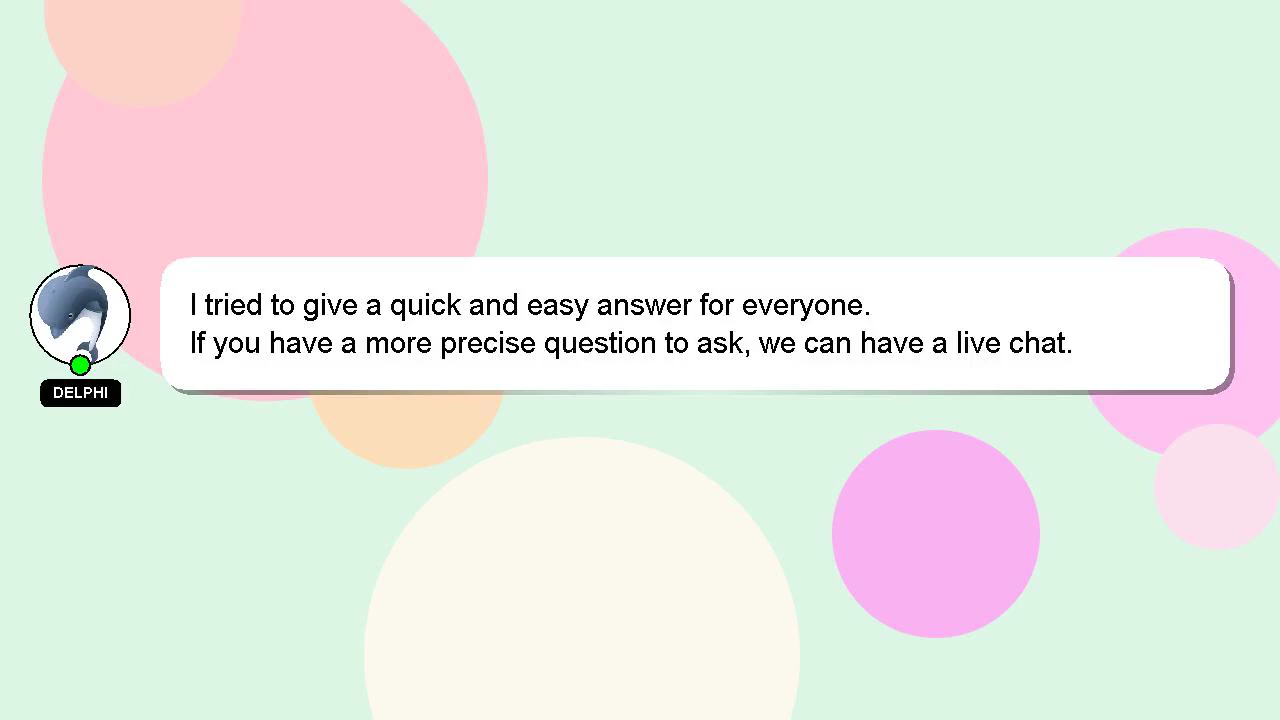 I tried to give a quick and easy answer for everyone.
If you have a more precise question to ask, we can have a live chat.
DELPHI